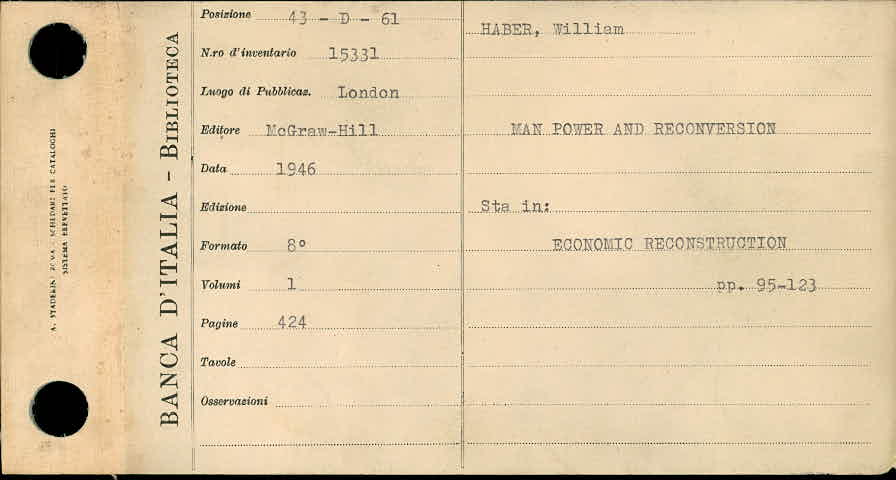 A. STADERINI ROMA - SCHEDARI PER CATALOGHI
SISTEMA BREVETTATO
BANCA D'ITALIA - BIBLIOTECA
Posizione 43 - D - 61
N.ro d'inventario 15331
Luogo di Pubblicaz. London
Editore McGraw-Hill
Data 1946
Edizione
Formato 8°
Volumi 1
Pagine 424
Tavole
Osservazioni
HABER, William
MAN POWER AND RECONVERSION
Sta in:
ECONOMIC RECONSTRUCTION
pp. 95-123